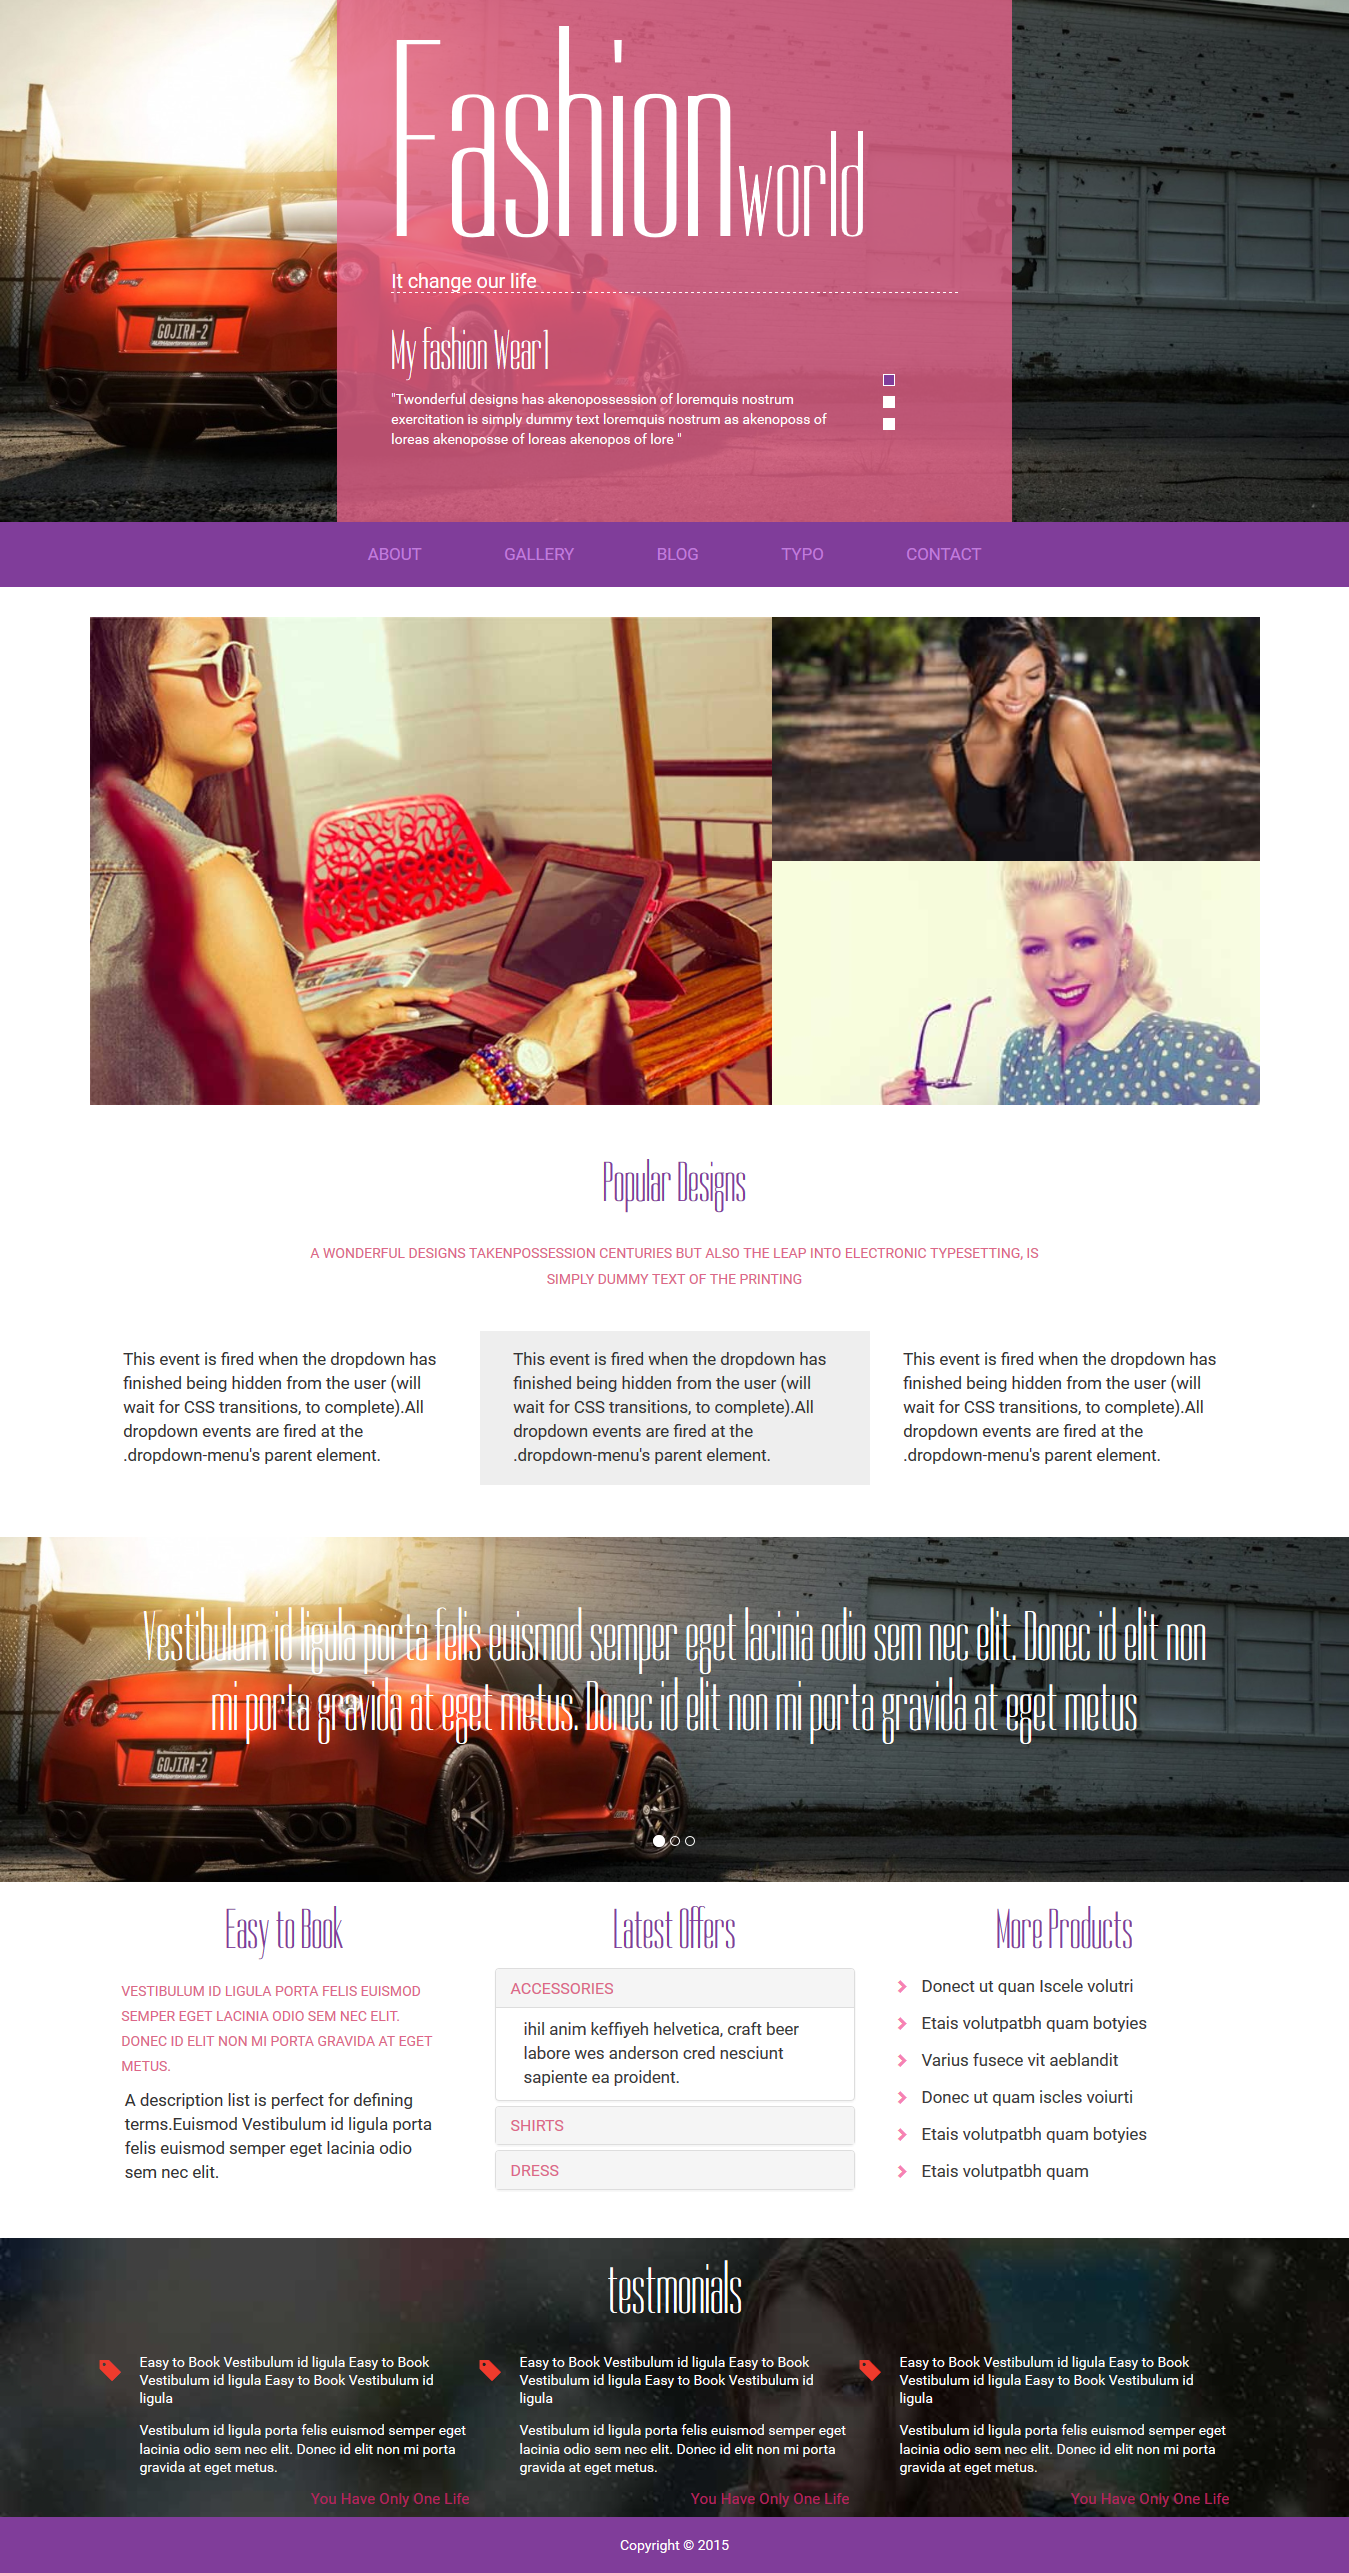 Fashion world
It change our life
GOJIRA-2
My fashion Wear1
"Twonderful designs has akenopossession of loremquis nostrum
exercitation is simply dummy text loremquis nostrum as akenoposs of
loreas akenoposse of loreas akenopos of lore "
ABOUT GALLERY BLOG TYPO CONTACT
Popular Designs
A WONDERFUL DESIGNS TAKENPOSSESSION CENTURIES BUT ALSO THE LEAP INTO ELECTRONIC TYPESETTING, IS
SIMPLY DUMMY TEXT OF THE PRINTING
This event is fired when the dropdown has
finished being hidden from the user (will
wait for CSS transitions, to complete).All
dropdown events are fired at the
.dropdown-menu's parent element.
This event is fired when the dropdown has
finished being hidden from the user (will
wait for CSS transitions, to complete).All
dropdown events are fired at the
.dropdown-menu's parent element.
This event is fired when the dropdown has
finished being hidden from the user (will
wait for CSS transitions, to complete).All
dropdown events are fired at the
.dropdown-menu's parent element.
Vestibulum id ligula porta felis euismod semper eget lacinia odio sem nec elit. Donec id elit non
mi porta gravida at eget metus. Donec id elit non mi porta gravida at eget metus
GOJIRA-2
Easy to Book
VESTIBULUM ID LIGULA PORTA FELIS EUISMOD
SEMPER EGET LACINIA ODIO SEM NEC ELIT.
DONEC ID ELIT NON MI PORTA GRAVIDA AT EGET
METUS.
A description list is perfect for defining
terms.Euismod Vestibulum id ligula porta
felis euismod semper eget lacinia odio
sem nec elit.
Latest Offers
ACCESSORIES
ihil anim keffiyeh helvetica, craft beer
labore wes anderson cred nesciunt
sapiente ea proident.
SHIRTS
DRESS
More Products
Donect ut quan Iscele volutri
Etais volutpatbh quam botyies
Varius fusece vit aeblandit
Donec ut quam iscles voiurti
Etais volutpatbh quam botyies
Etais volutpatbh quam
testmonials
Easy to Book Vestibulum id ligula Easy to Book
Vestibulum id ligula Easy to Book Vestibulum id
ligula
Vestibulum id ligula porta felis euismod semper eget
lacinia odio sem nec elit. Donec id elit non mi porta
gravida at eget metus.
You Have Only One Life
Easy to Book Vestibulum id ligula Easy to Book
Vestibulum id ligula Easy to Book Vestibulum id
ligula
Vestibulum id ligula porta felis euismod semper eget
lacinia odio sem nec elit. Donec id elit non mi porta
gravida at eget metus.
You Have Only One Life
Easy to Book Vestibulum id ligula Easy to Book
Vestibulum id ligula Easy to Book Vestibulum id
ligula
Vestibulum id ligula porta felis euismod semper eget
lacinia odio sem nec elit. Donec id elit non mi porta
gravida at eget metus.
You Have Only One Life
Copyright © 2015